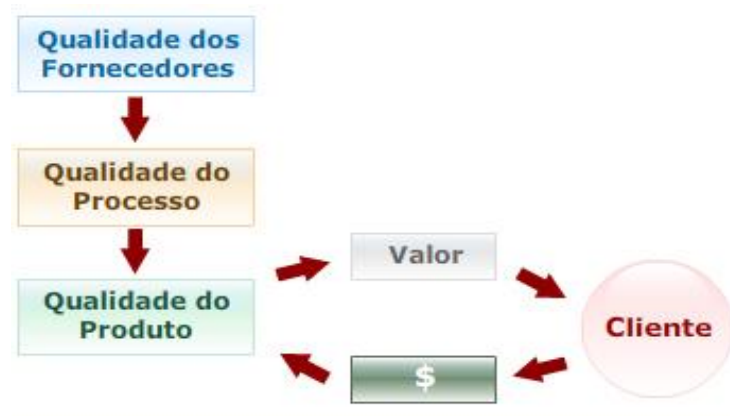 Qualidade dos
Fornecedores
Qualidade do
Processo
Qualidade do
Produto
Valor
Cliente
$